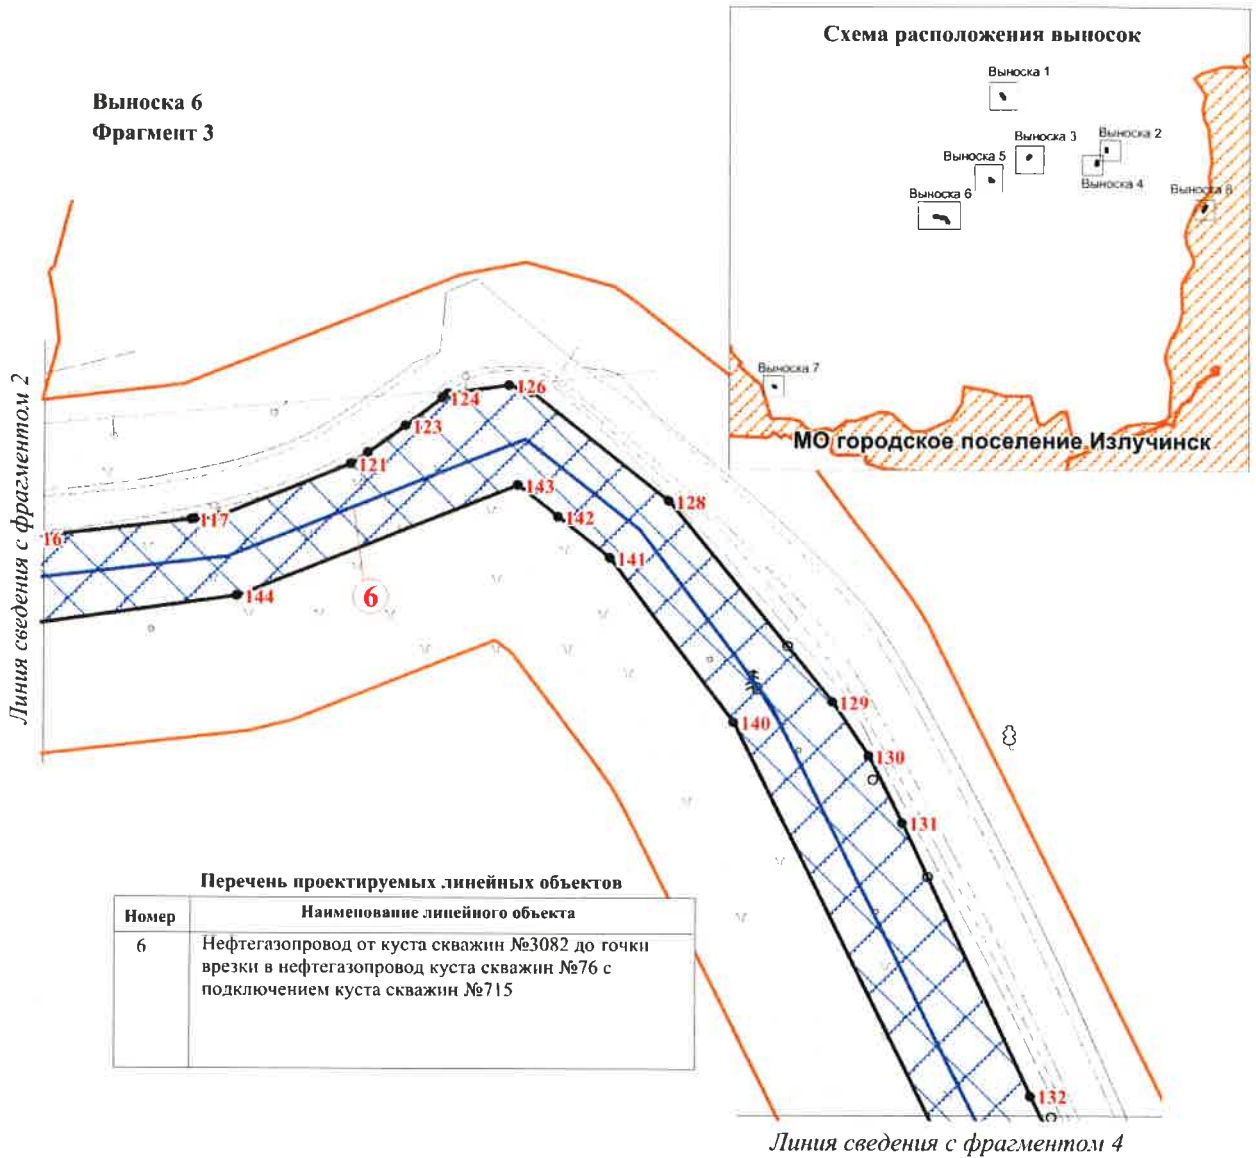 Выноска 6
Фрагмент 3
Схема расположения выносок
Выноска 1
Выноска 2
Выноска 3
Выноска 5
Выноска 4
Выноска 6
Выноска 8
Выноска 7
МО городское поселение Излучинск
Линия сведения с фрагментом 2
126
124
123
121
117
16
143
142
141
128
144
6
129
140
130
131
132
Перечень проектируемых линейных объектов
Номер
Наименование линейного объекта
6
Нефтегазопровод от куста скважин №3082 до точки
врезки в нефтегазопровод куста скважин №76 с
подключением куста скважин №715
Линия сведения с фрагментом 4